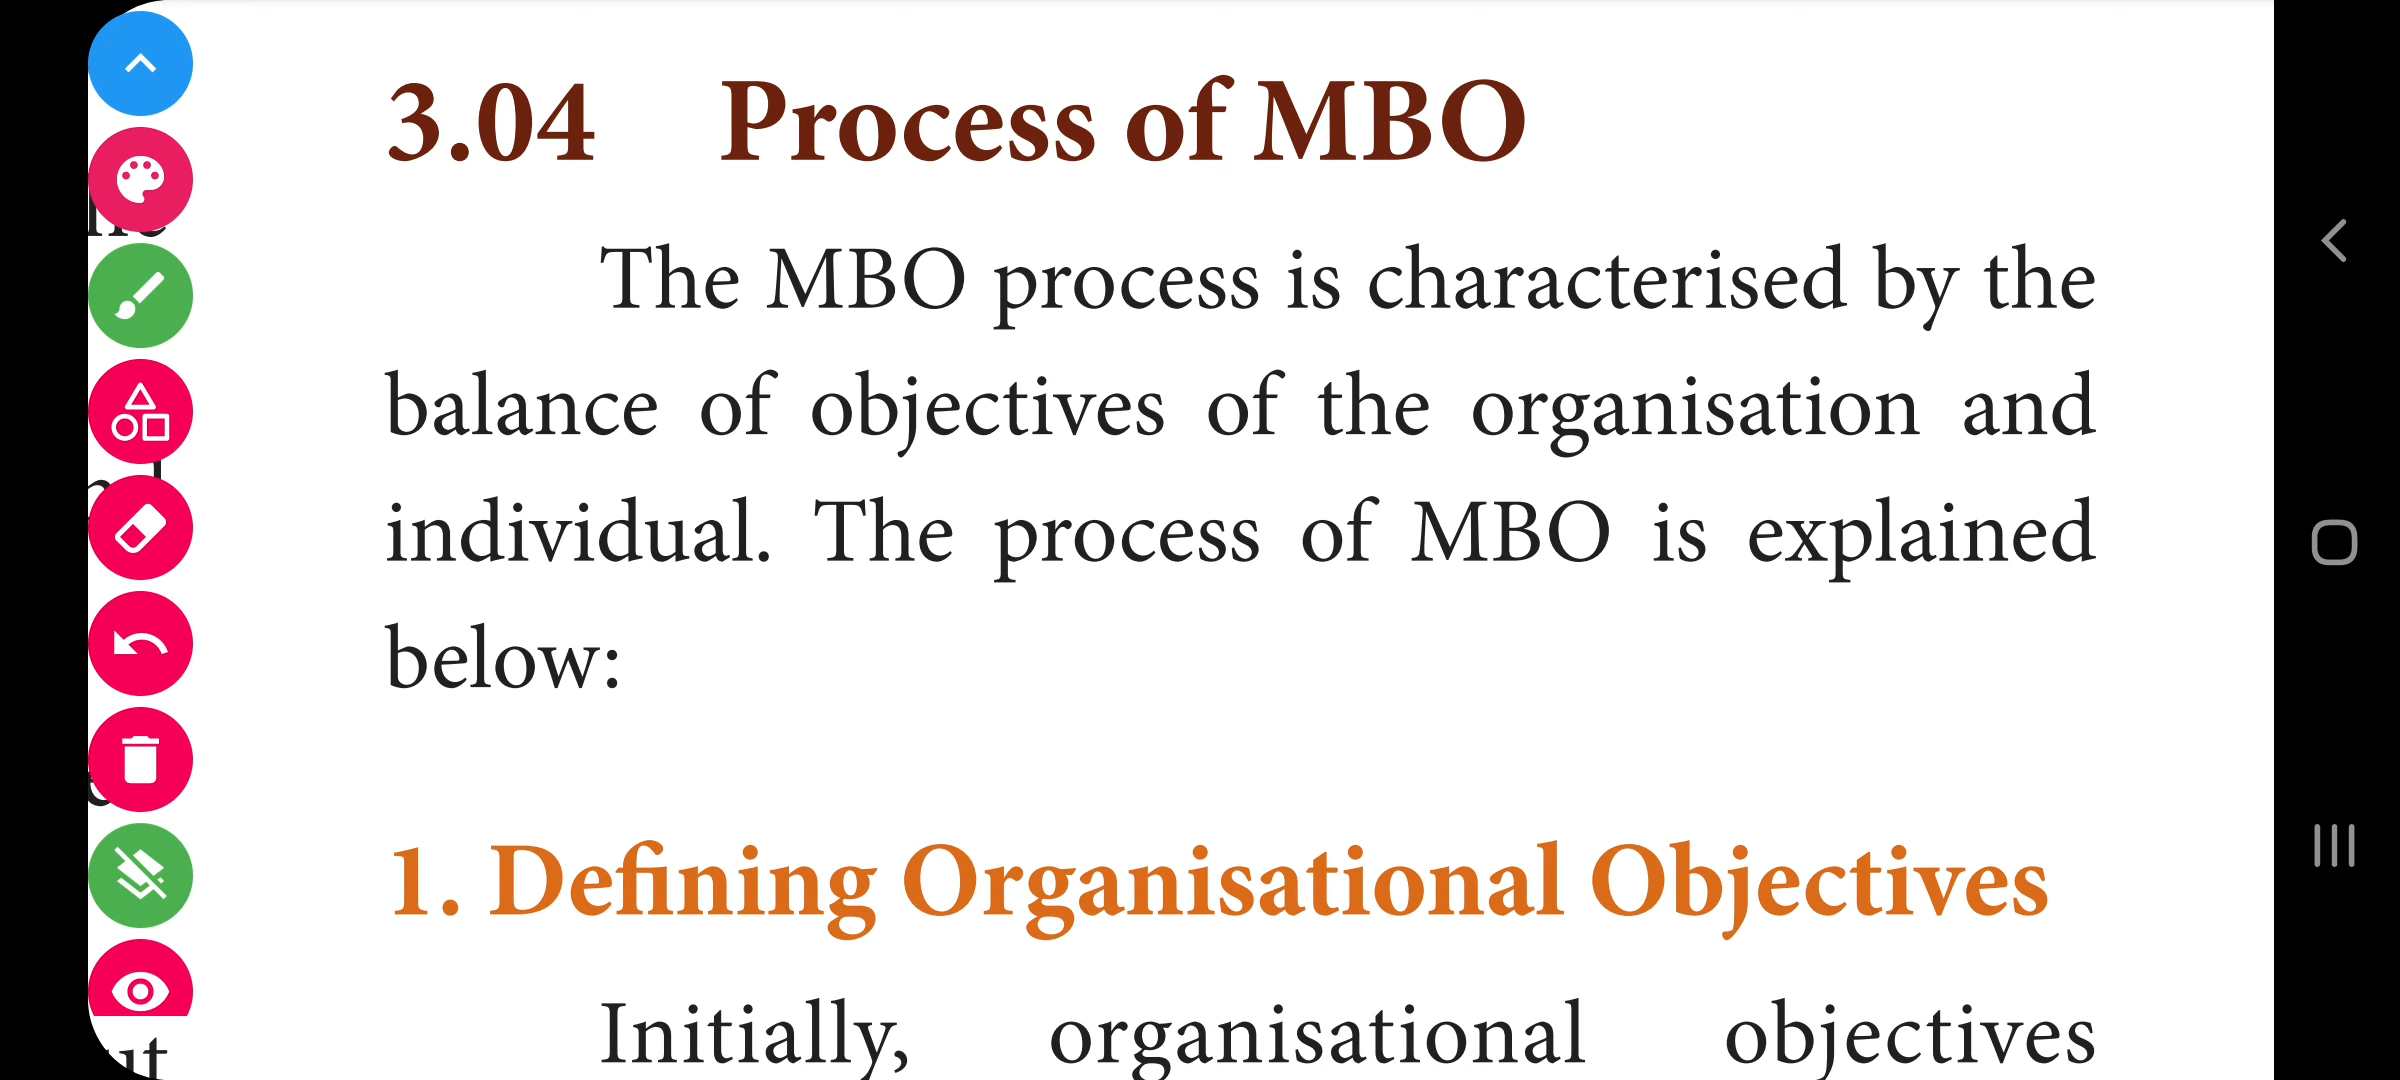 3.04 Process of MBO
The MBO process is characterised by the
balance of objectives of the organisation and
individual. The process of MBO is explained
below:
1. Defining Organisational Objectives
Initially, organisational objectives